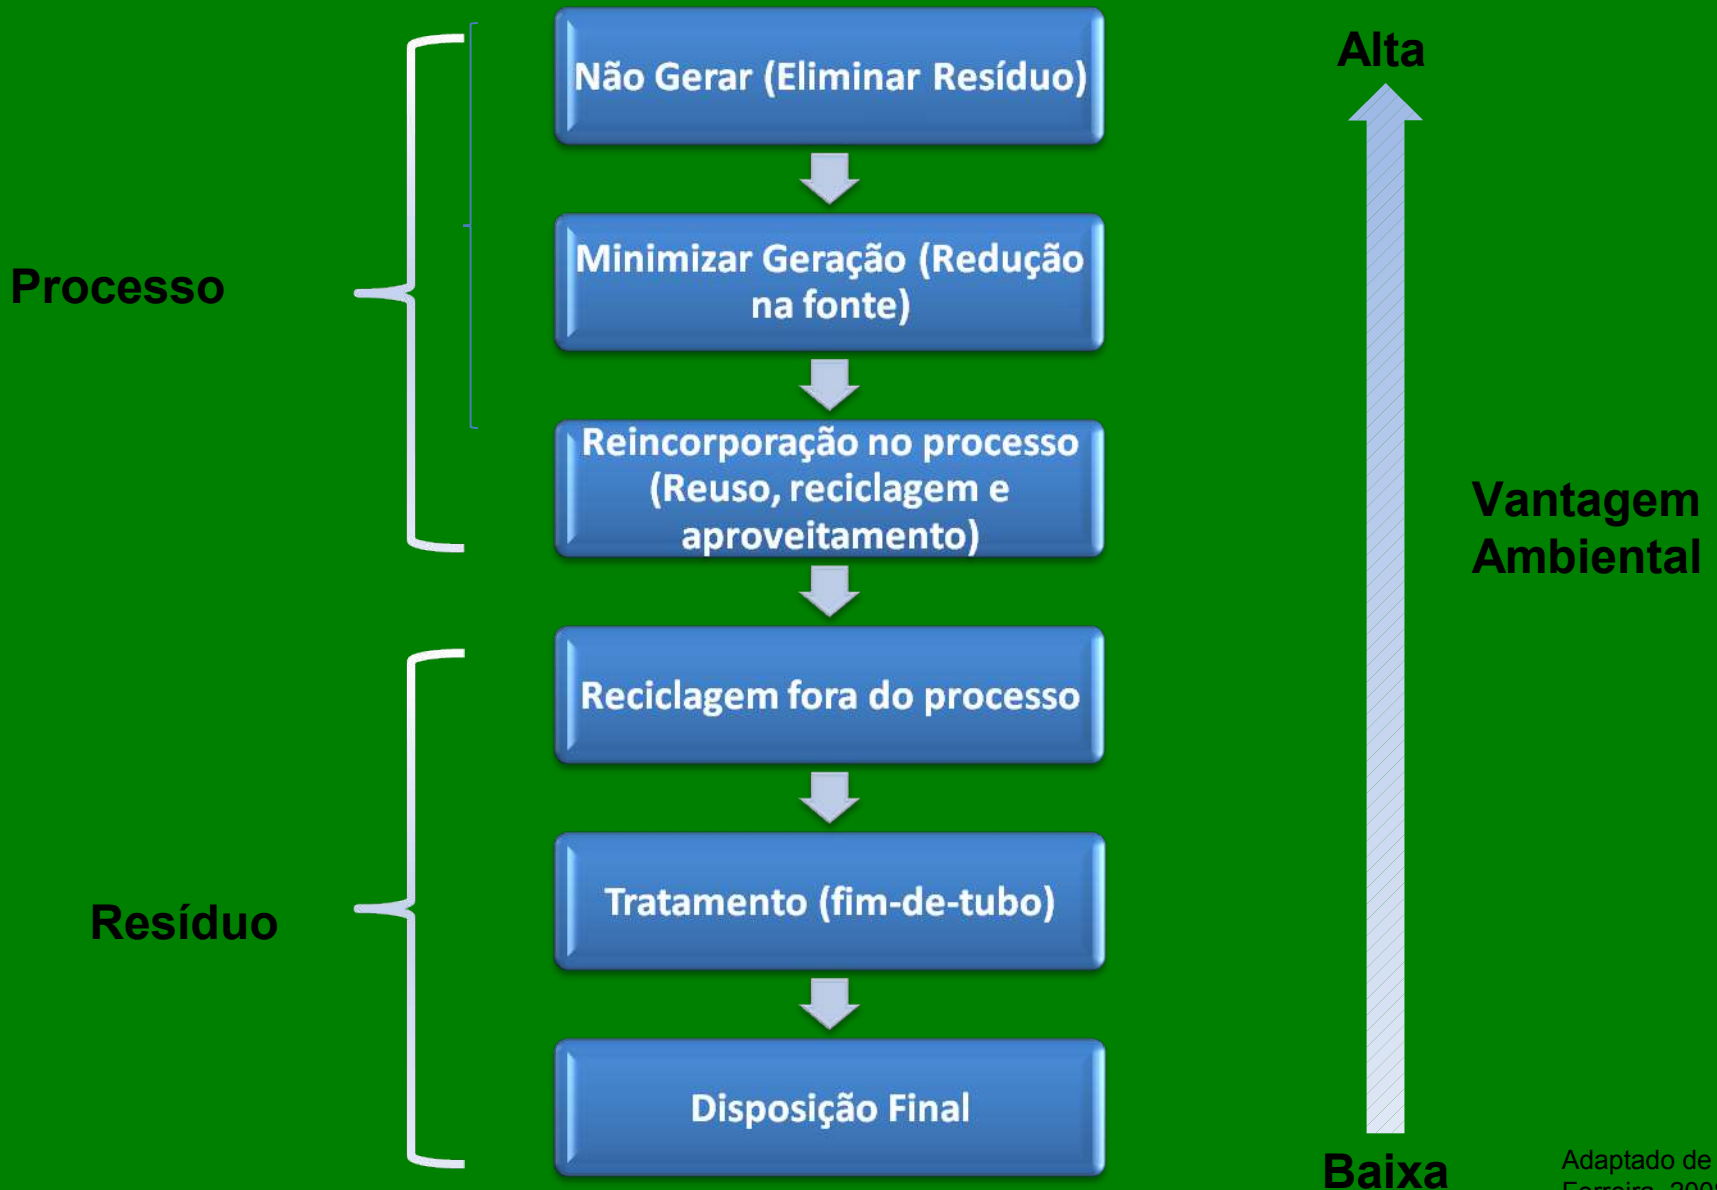 Não Gerar (Eliminar Resíduo)
Alta
Minimizar Geração (Redução
na fonte)
Processo
Reincorporação no processo
(Reuso, reciclagem e
aproveitamento)
Vantagem
Ambiental
Reciclagem fora do processo
Tratamento (fim-de-tubo)
Resíduo
Disposição Final
Baixa
Adaptado de